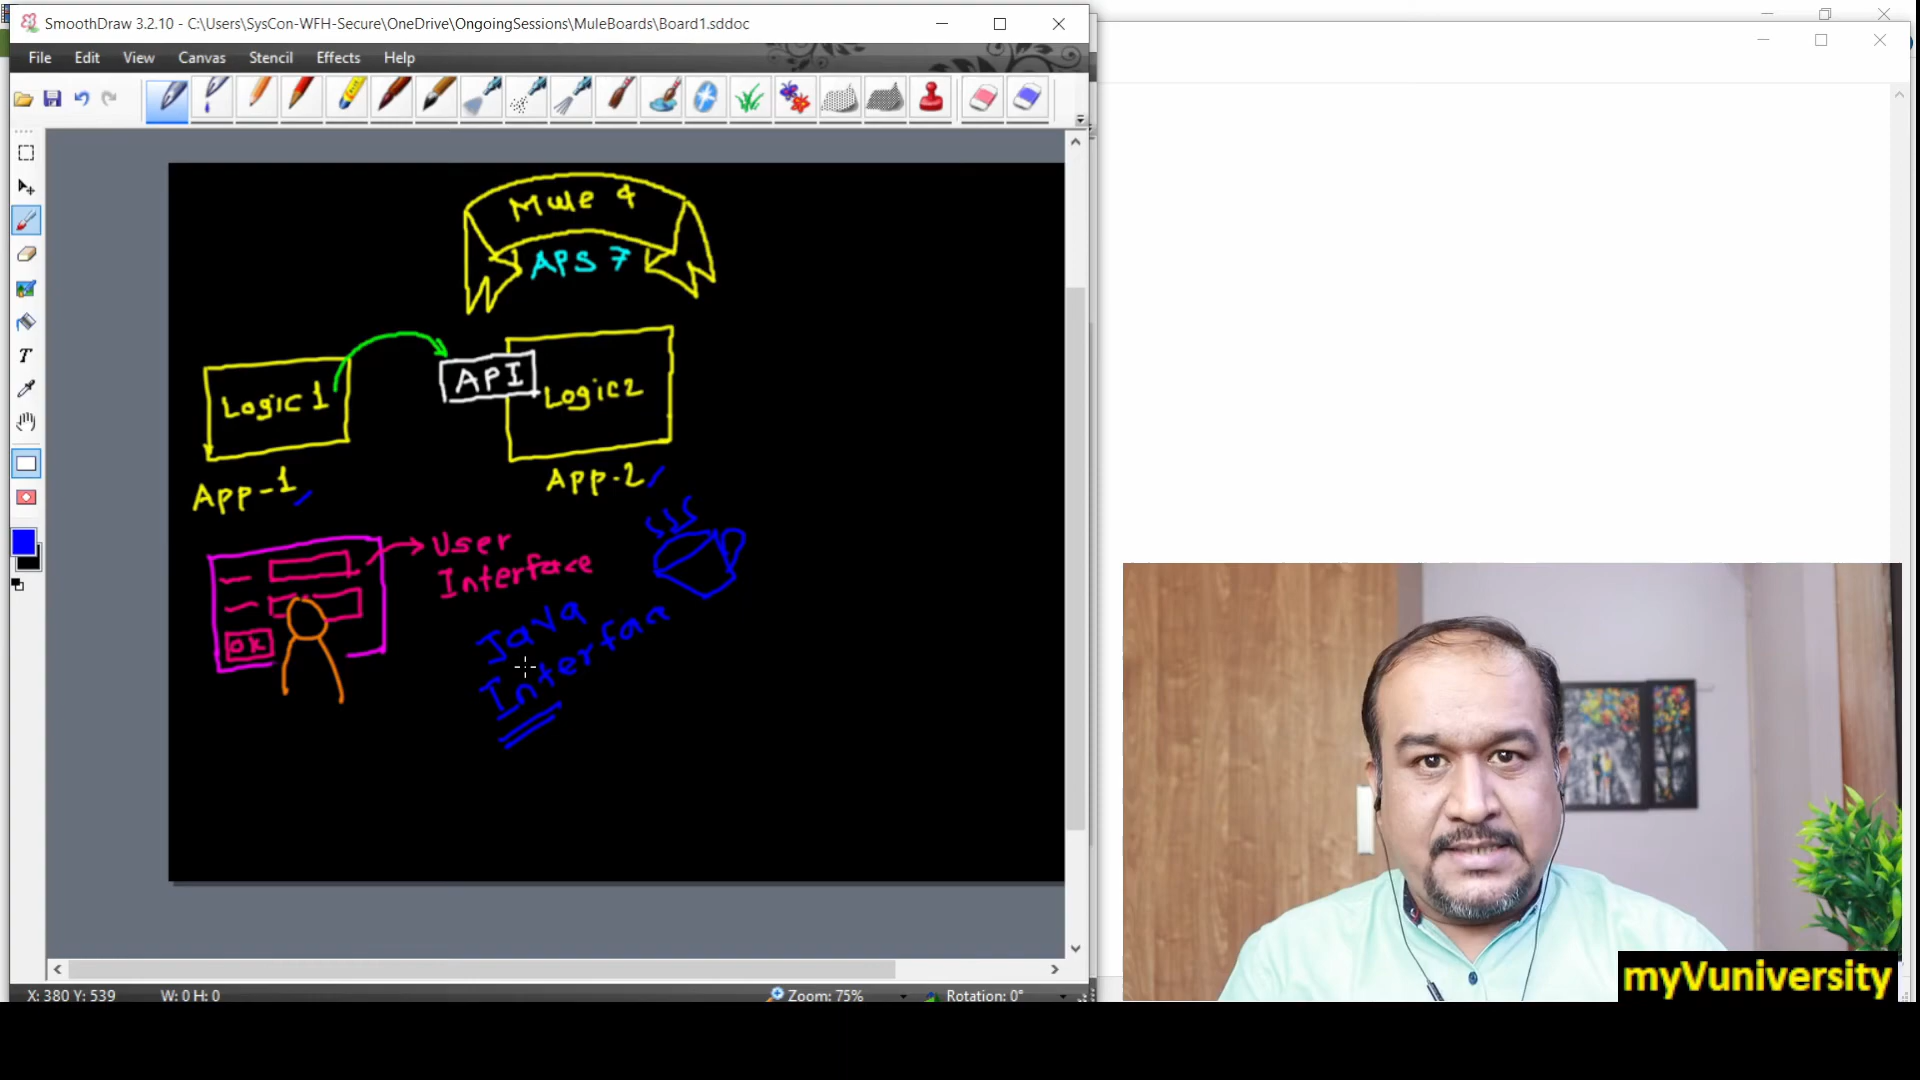 SmoothDraw 3.2.10 - C:\Users\SysCon-WFH-Secure\OneDrive\OngoingSessions\MuleBoards\Board1.sddoc
File Edit View Canvas Stencil Effects Help
Mule 4
APS 7
Logic 1
API
Logic2
App-1
App-2
User
Interface
OK
Java
Interface
X: 380 Y: 539 W: 0 H: 0 Zoom: 75% Rotation: 0°
myVuniversity